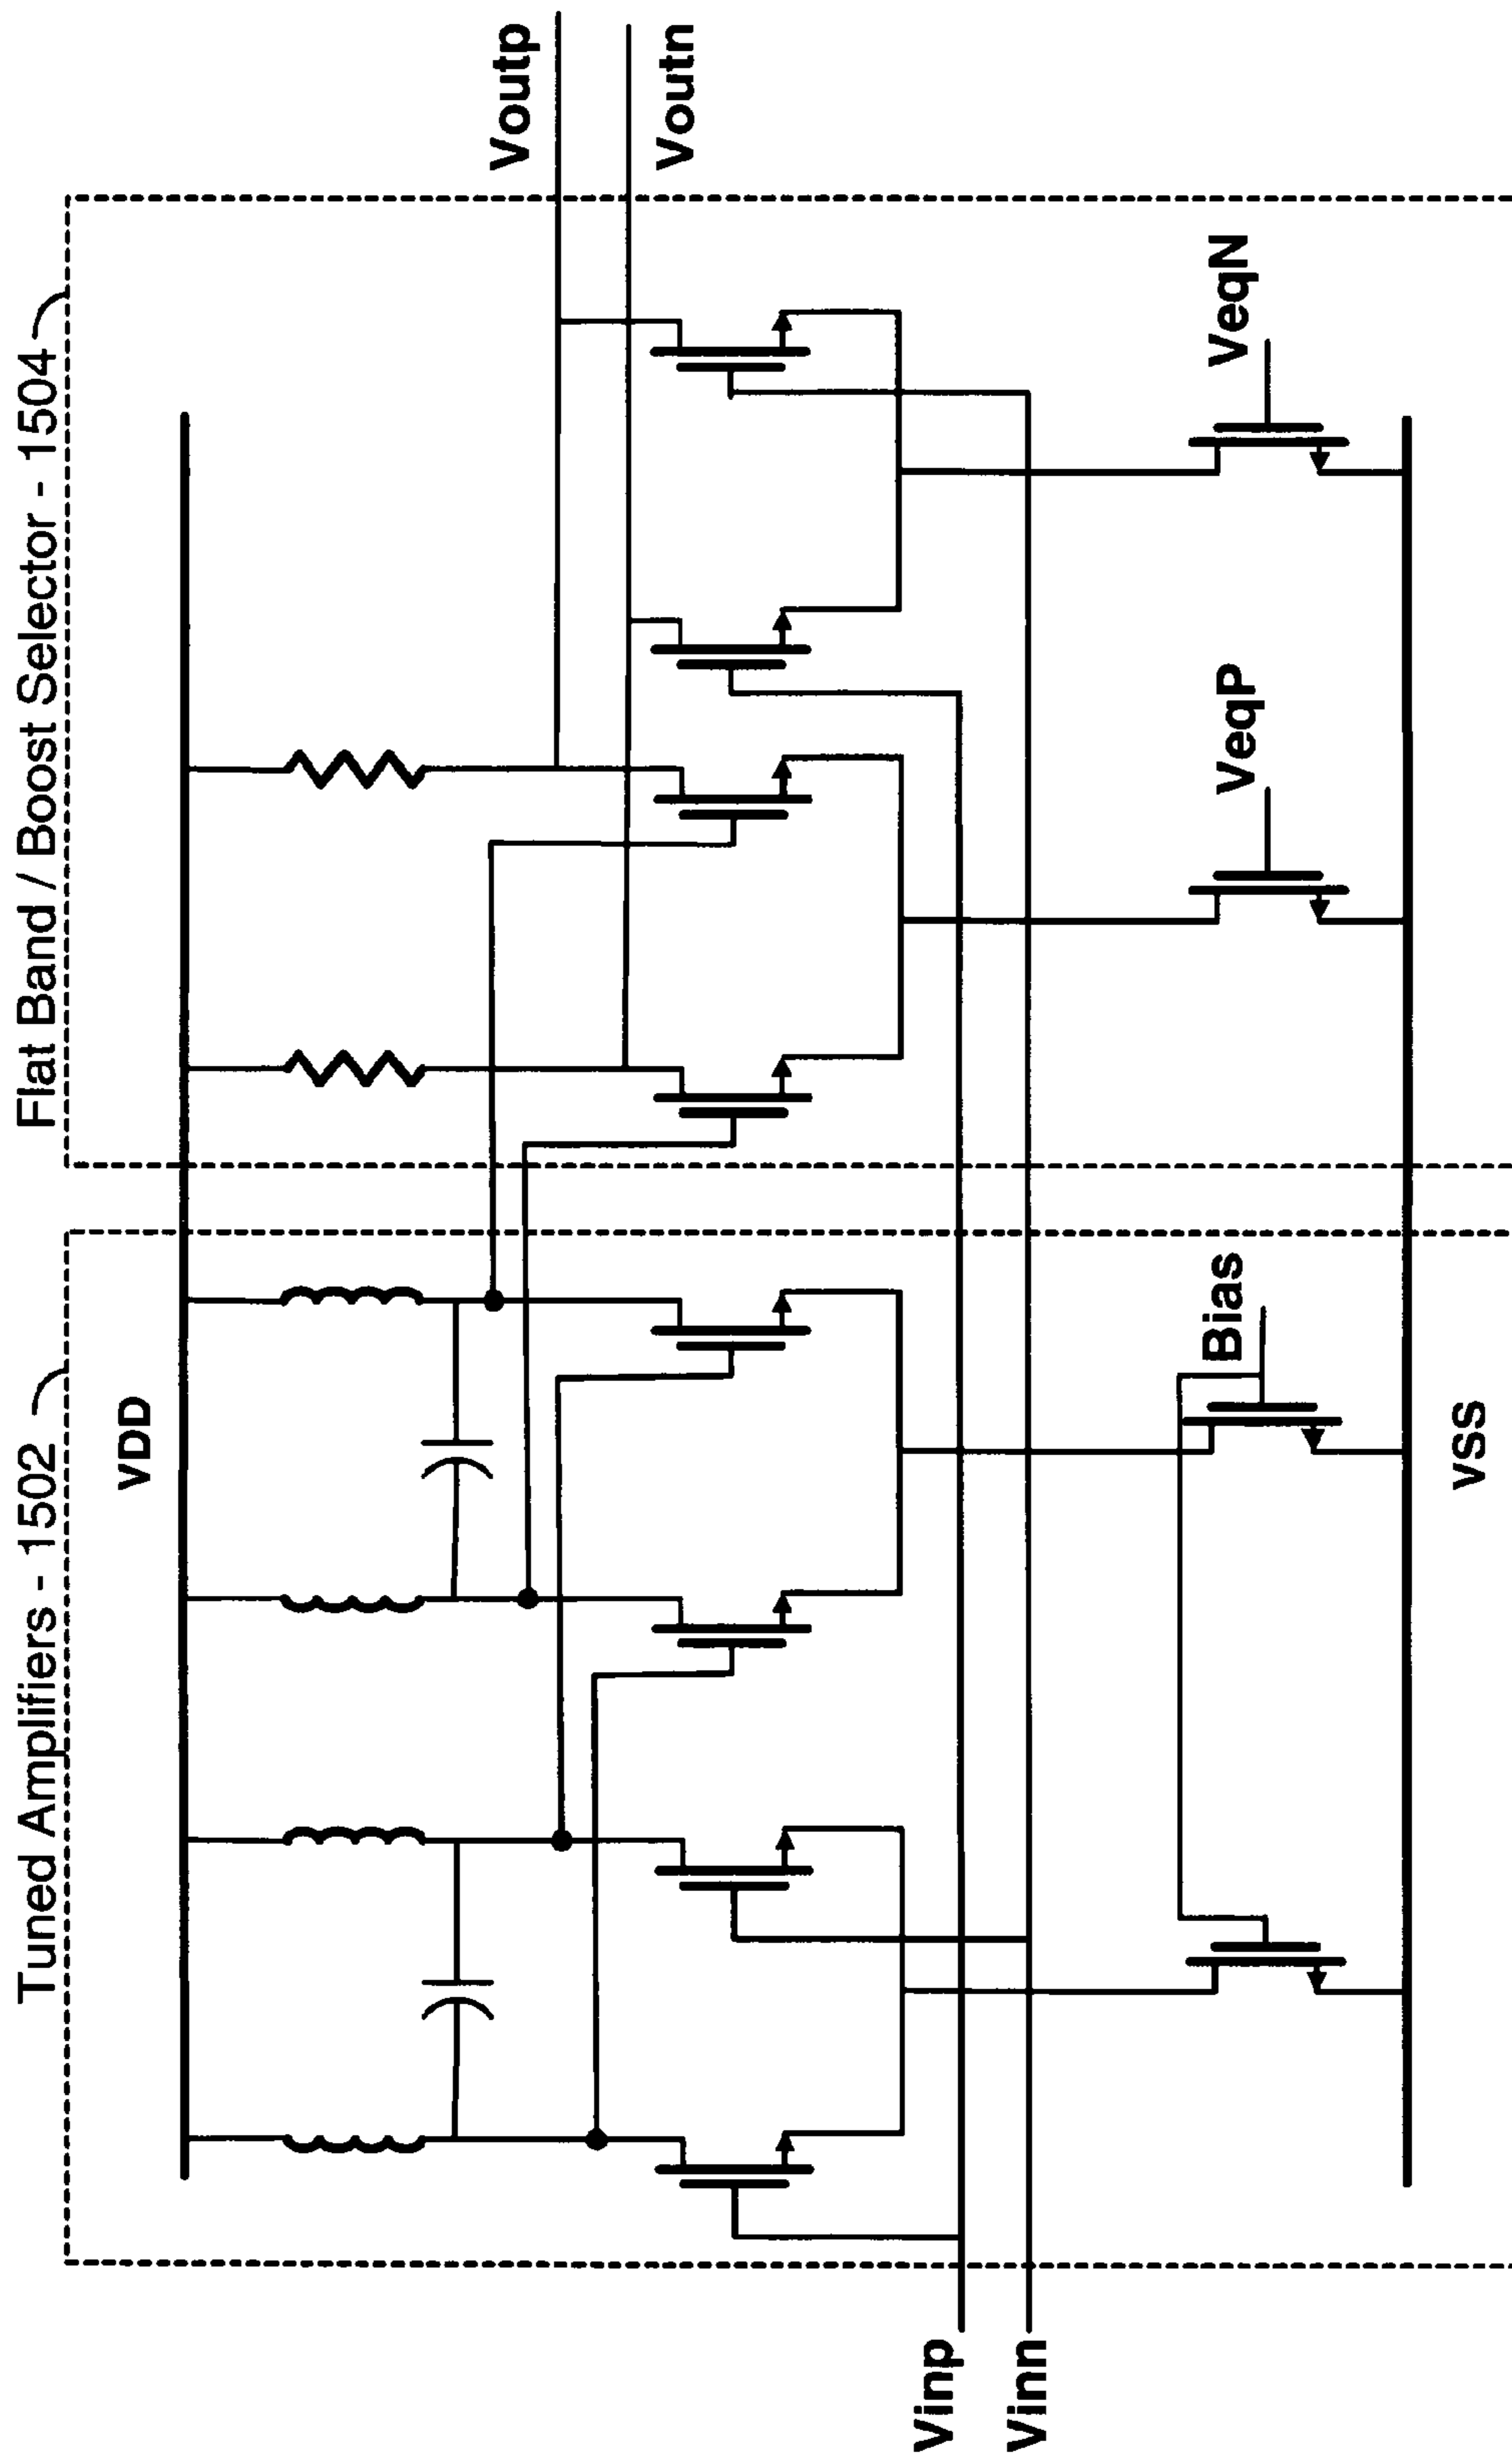 Tuned Amplifiers - 1502
Flat Band / Boost Selector - 1504
VDD
Voutp
Voutn
Vinp
Vinn
Bias
VeqP
VeqN
VSS